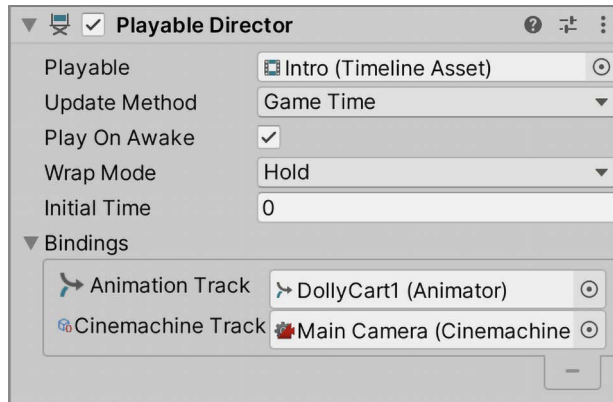 Playable Director
Playable Intro (Timeline Asset)
Update Method Game Time
Play On Awake
Wrap Mode Hold
Initial Time 0
Bindings
Animation Track DollyCart1 (Animator)
Cinemachine Track Main Camera (Cinemachine